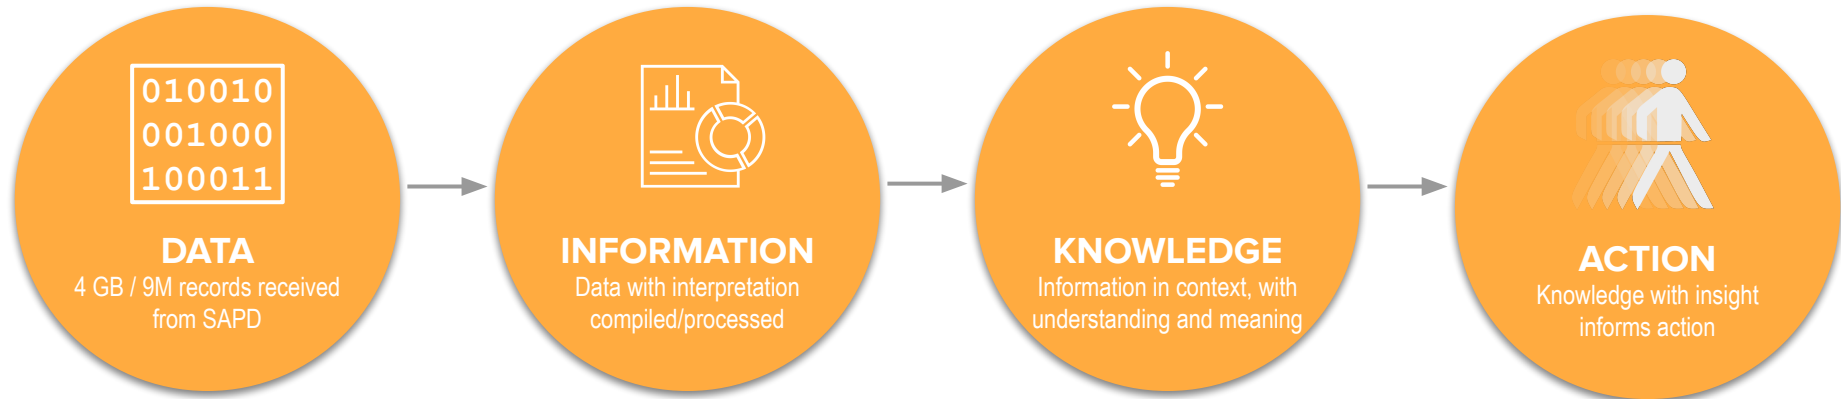 010010
001000
100011
DATA
4 GB / 9M records received
from SAPD
INFORMATION
Data with interpretation
compiled/processed
KNOWLEDGE
Information in context, with
understanding and meaning
ACTION
Knowledge with insight
informs action